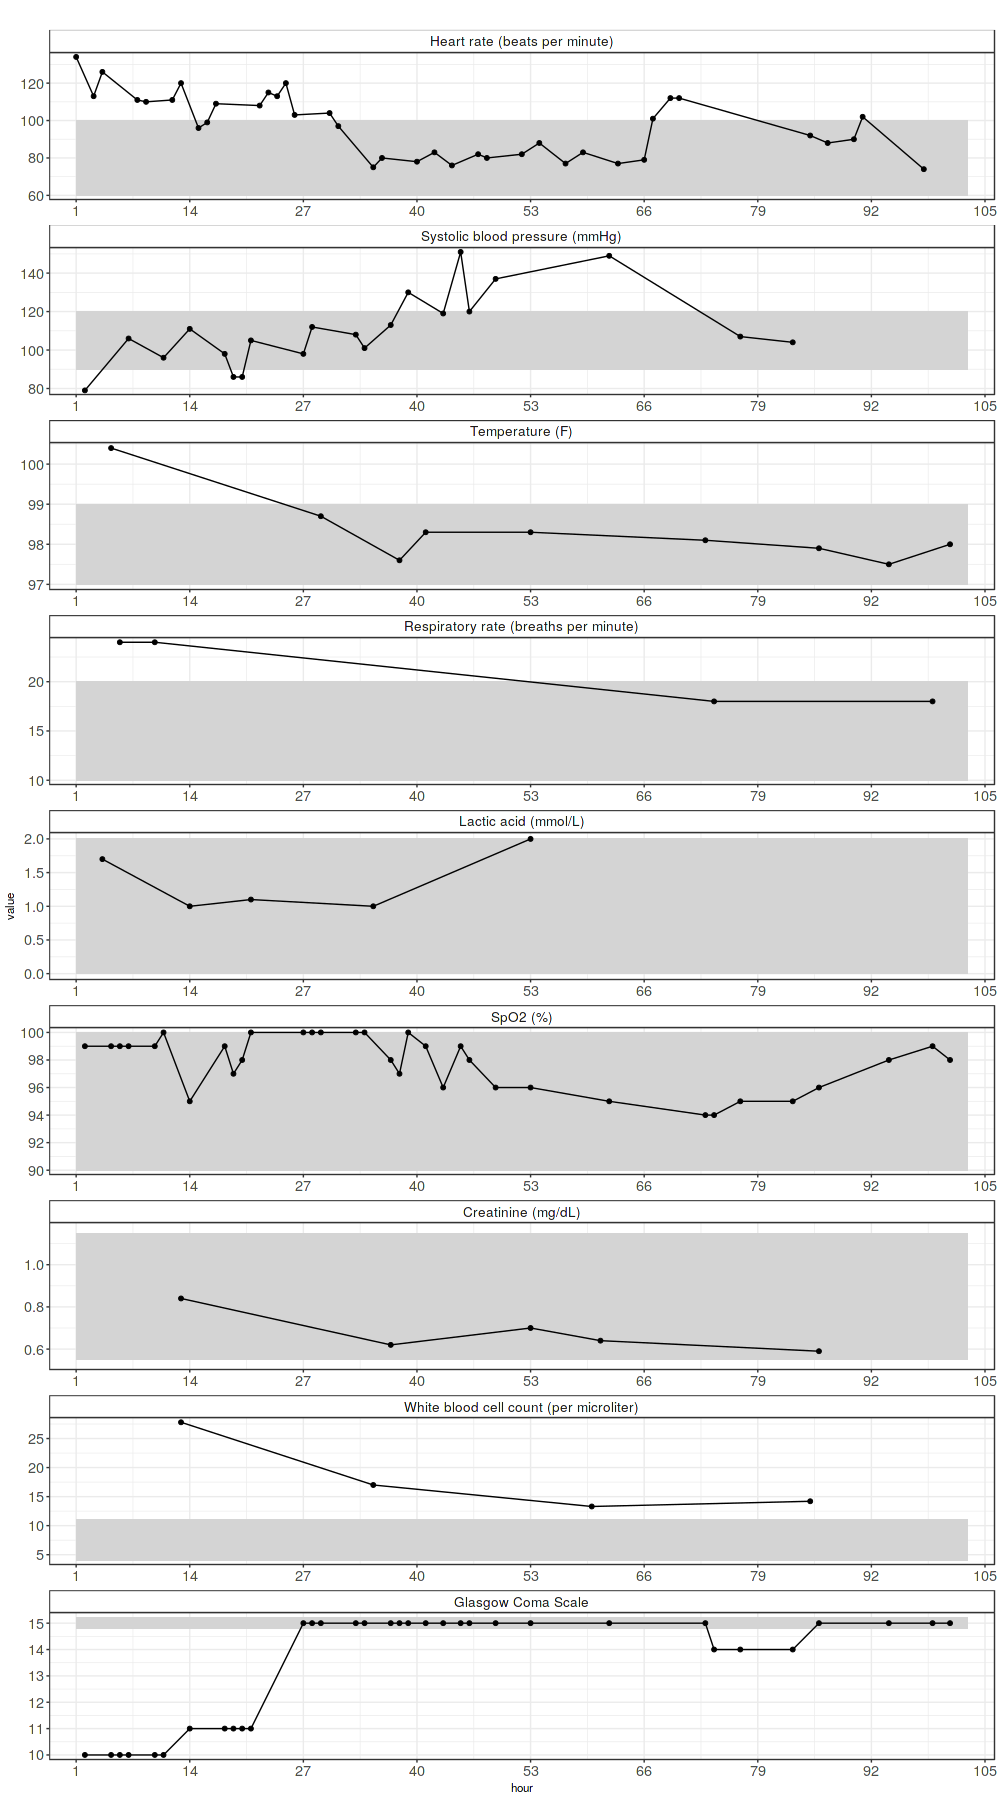 Heart rate (beats per minute)
120
100
80
60
1 14 27 40 53 66 79 92 105
Systolic blood pressure (mmHg)
140
120
100
80
1 14 27 40 53 66 79 92 105
Temperature (F)
100
99
98
97
1 14 27 40 53 66 79 92 105
Respiratory rate (breaths per minute)
20
15
10
1 14 27 40 53 66 79 92 105
Lactic acid (mmol/L)
2.0
1.5
1.0
0.5
0.0
1 14 27 40 53 66 79 92 105
value
SpO2 (%)
100
98
96
94
92
90
1 14 27 40 53 66 79 92 105
Creatinine (mg/dL)
1.0
0.8
0.6
1 14 27 40 53 66 79 92 105
White blood cell count (per microliter)
25
20
15
10
5
1 14 27 40 53 66 79 92 105
Glasgow Coma Scale
15
14
13
12
11
10
1 14 27 40 53 66 79 92 105
hour